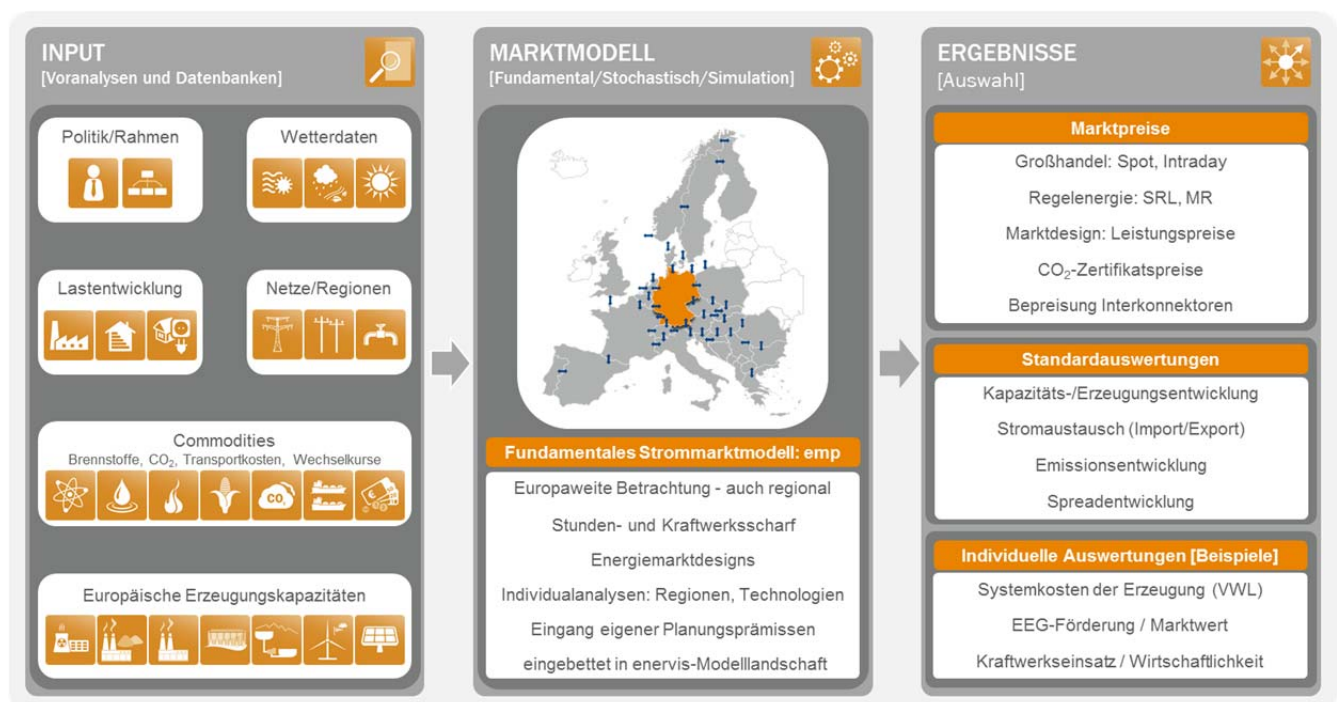 INPUT
[Voranalysen und Datenbanken]
Politik/Rahmen
Wetterdaten
Lastentwicklung
Netze/Regionen
Commodities
Brennstoffe, CO₂, Transportkosten, Wechselkurse
CO₂
€
Europäische Erzeugungskapazitäten
MARKTMODELL
[Fundamental/Stochastisch/Simulation]
Fundamentales Strommarktmodell: emp
Europaweite Betrachtung - auch regional
Stunden- und Kraftwerksscharf
Energiemarktdesigns
Individualanalysen: Regionen, Technologien
Eingang eigener Planungsprämissen
eingebettet in enervis-Modelllandschaft
ERGEBNISSE
[Auswahl]
Marktpreise
Großhandel: Spot, Intraday
Regelenergie: SRL, MR
Marktdesign: Leistungspreise
CO₂-Zertifikatspreise
Bepreisung Interkonnektoren
Standardauswertungen
Kapazitäts-/Erzeugungsentwicklung
Stromaustausch (Import/Export)
Emissionsentwicklung
Spreadentwicklung
Individuelle Auswertungen [Beispiele]
Systemkosten der Erzeugung (VWL)
EEG-Förderung / Marktwert
Kraftwerkseinsatz / Wirtschaftlichkeit